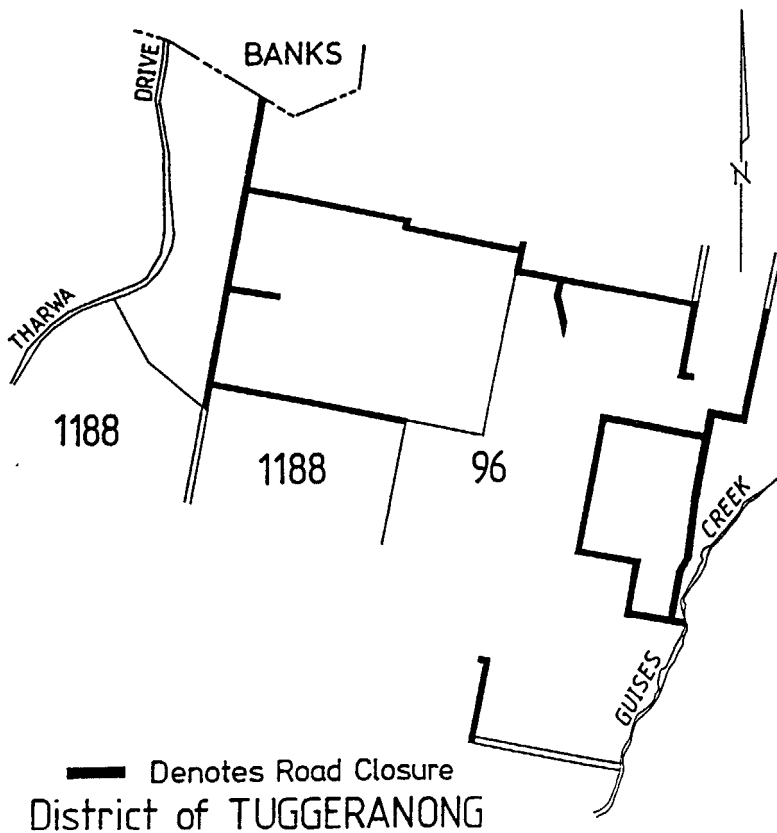 BANKS
DRIVE
N
THARWA
1188
1188
96
CREEK
GUISES
Denotes Road Closure
District of TUGGERANONG